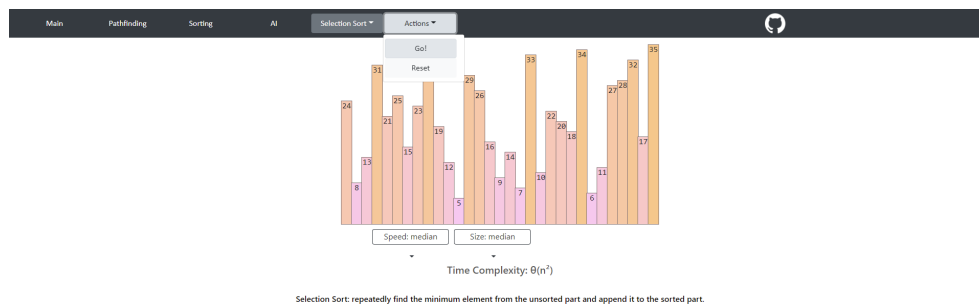 Main Pathfinding Sorting AI Selection Sort Actions
Go!
Reset
24 8 13 31 21 25 15 23 19 12 5 29 26 16 9 14 7 33 10 22 20 18 34 6 11 27 28 32 17 35
Speed: median Size: median
Time Complexity: θ(n²)
Selection Sort: repeatedly find the minimum element from the unsorted part and append it to the sorted part.